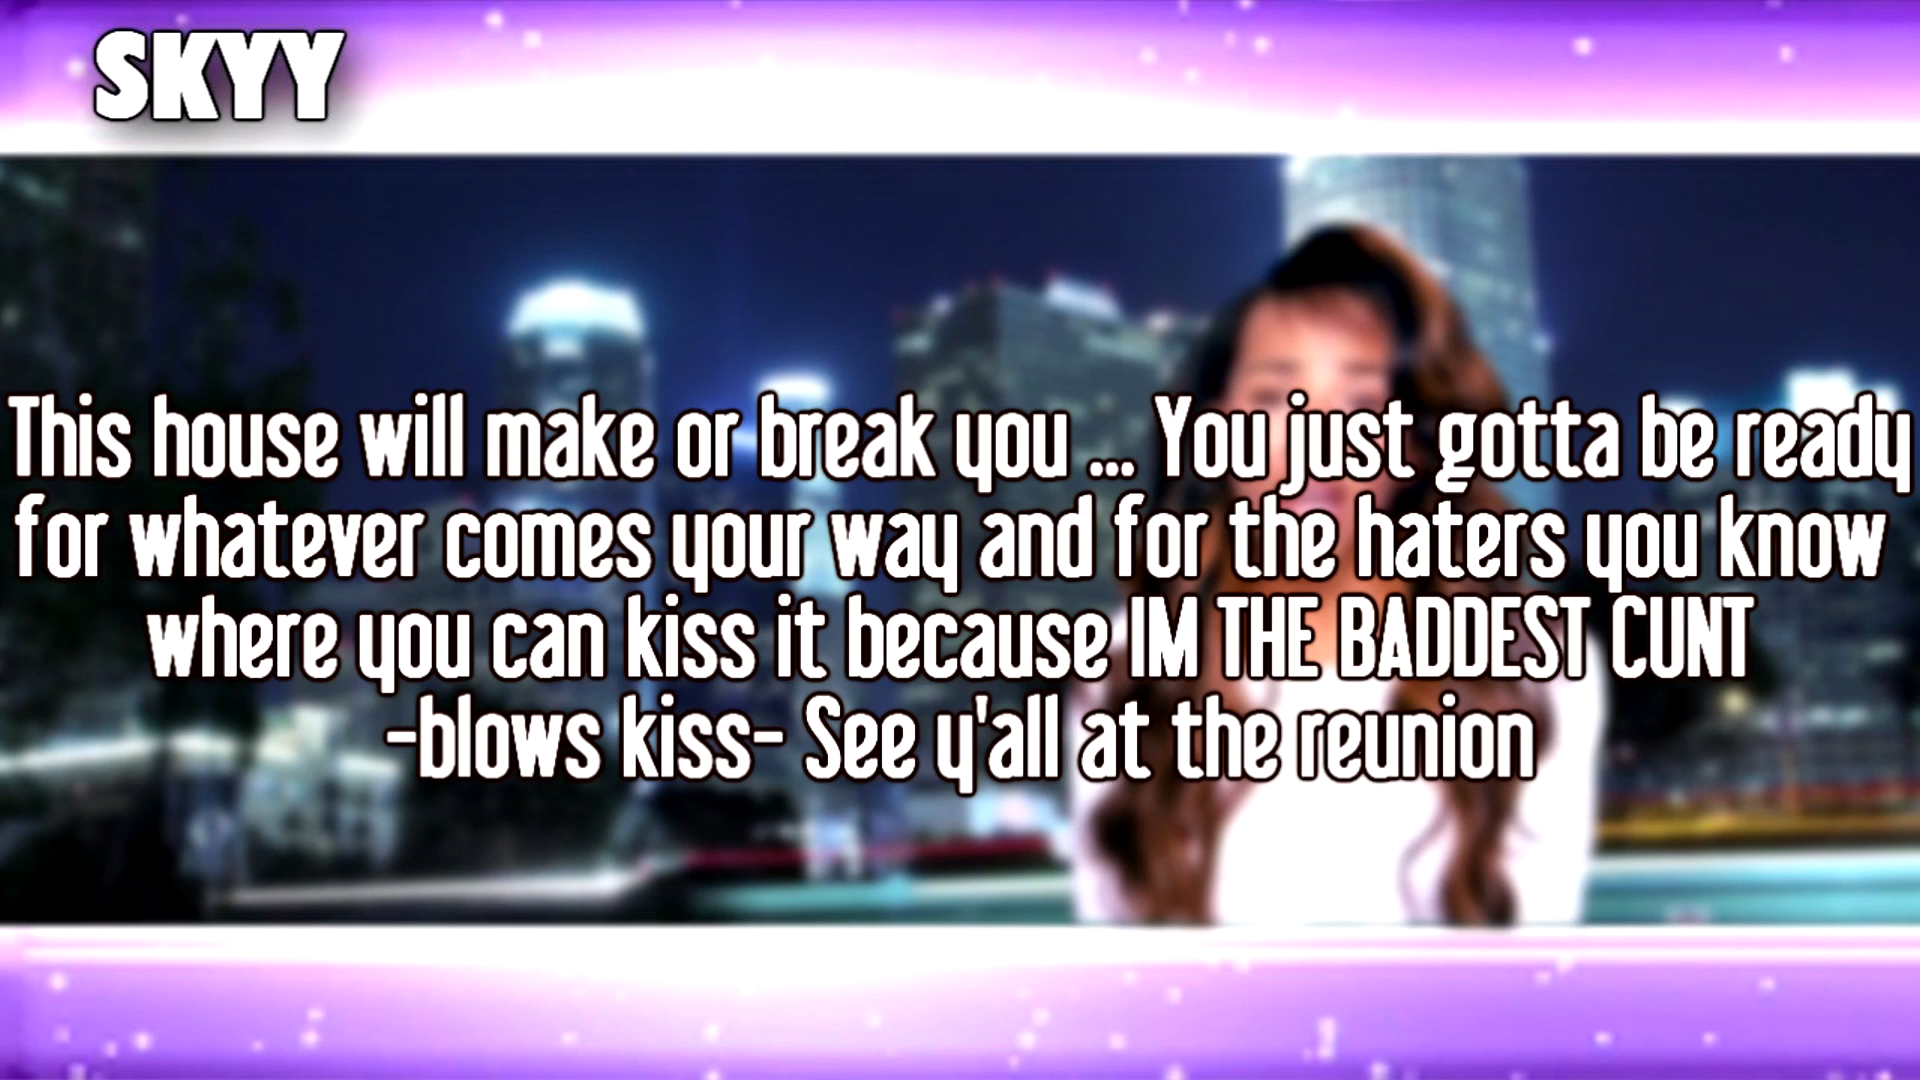 SKYY
This house will make or break you ... You just gotta be ready
for whatever comes your way and for the haters you know
where you can kiss it because IM THE BADDEST CUNT
-blows kiss- See y'all at the reunion